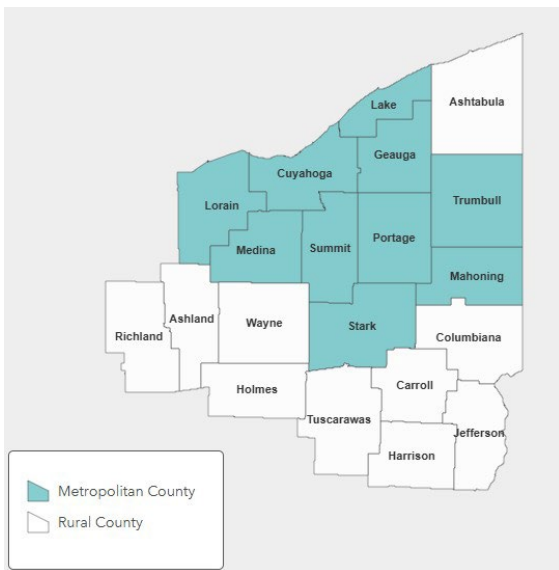 Lake
Ashtabula
Geauga
Cuyahoga
Trumbull
Lorain
Portage
Medina
Summit
Mahoning
Ashland
Wayne
Stark
Richland
Columbiana
Carroll
Holmes
Tuscarawas
Jefferson
Harrison
Metropolitan County
Rural County